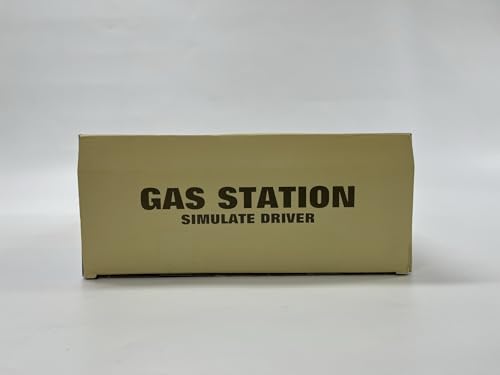 GAS STATION
SIMULATE DRIVER